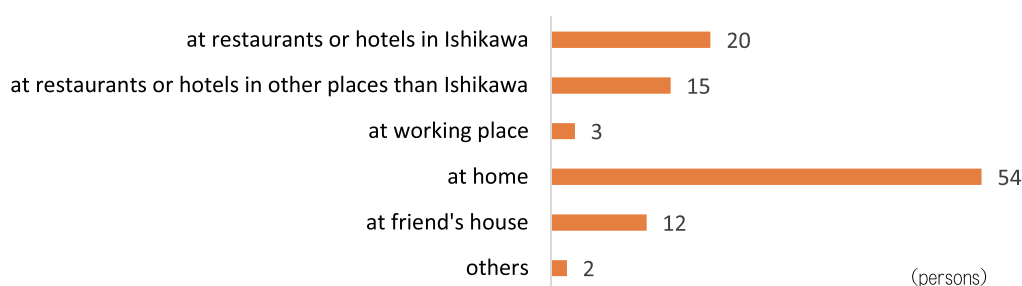 at restaurants or hotels in Ishikawa 20
at restaurants or hotels in other places than Ishikawa 15
at working place 3
at home 54
at friend's house 12
others 2
(persons)